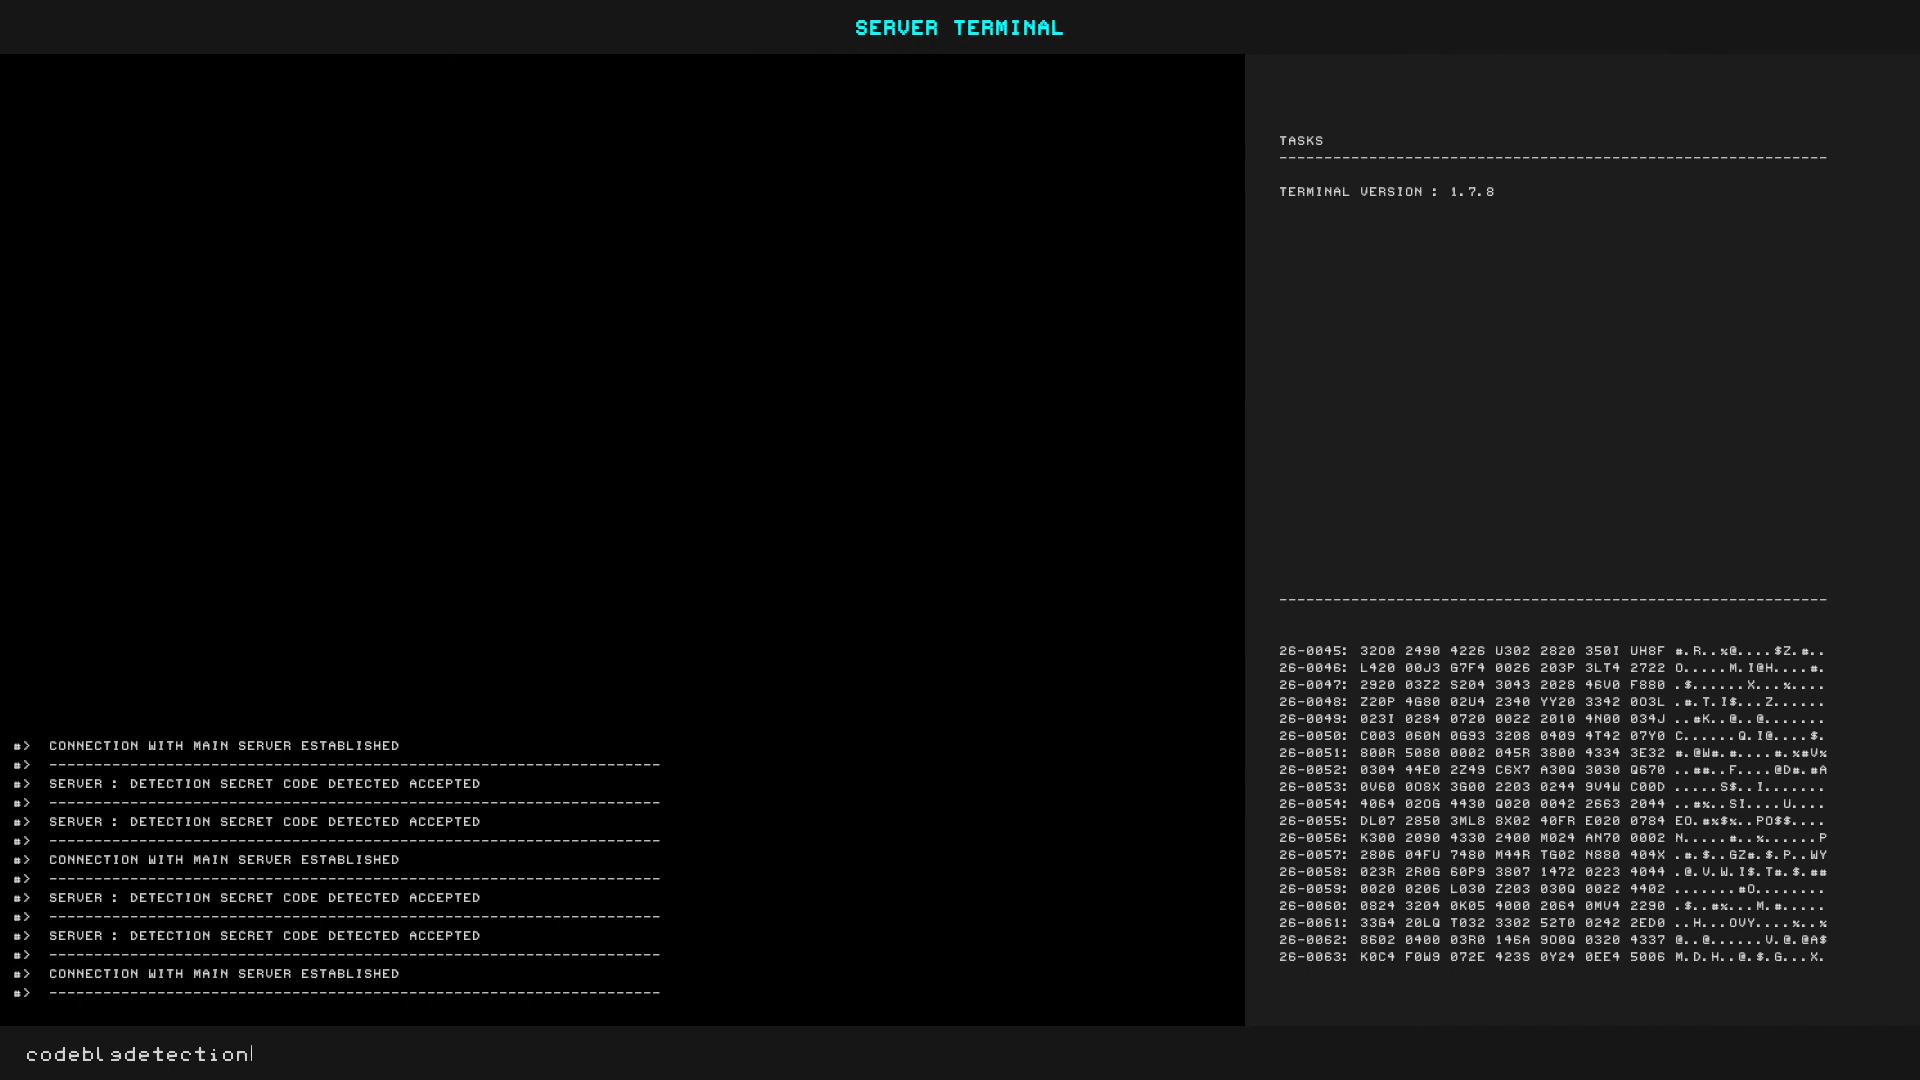 SERVER TERMINAL
TASKS
------------------------------------------------------------
TERMINAL VERSION : 1.7.8
------------------------------------------------------------
26-0045: 3200 2490 4226 U302 2820 350I UH8F #.R..%@....$Z.#..
26-0046: L420 00J3 G7F4 0026 203P 3LT4 2722 O.....M.I@H....#.
26-0047: 2920 03Z2 S204 3043 2028 46V0 F880 .$......X...%....
26-0048: Z20P 4G80 02U4 2340 YY20 3342 003L .#.T.I$...Z......
26-0049: 023I 0284 0720 0022 2010 4N00 034J ..#K..@..@.......
26-0050: C003 060N 0G93 3208 0409 4T42 07Y0 C......Q.I@....$.
26-0051: 800R 5080 0002 045R 3800 4334 3E32 #.@W#.#....#.%#V%
26-0052: 0304 44E0 2Z49 C6X7 A30Q 3030 Q670 ..##..F....@D#.#A
26-0053: 0V60 008X 3G00 2203 0244 9V4W C00D .....S$..I.......
26-0054: 4064 020G 4430 Q020 0042 2663 2044 ..#%..SI....U....
26-0055: DL07 2850 3ML8 8X02 40FR E020 0784 EO.#%$%..PO$$....
26-0056: K300 2090 4330 2400 M024 AN70 0002 N.....#..%......P
26-0057: 2806 04FU 7480 M44R TG02 N880 404X .#.$..GZ#.$.P..WY
26-0058: 023R 2R0G 60P9 3807 1472 0223 4044 .@.V.W.I$.T#.$.##
26-0059: 0020 0206 L030 Z203 030Q 0022 4402 .......#O........
26-0060: 0824 3204 0K05 4000 2064 0MV4 2290 .$..#%...M.#.....
26-0061: 33G4 20LQ T032 3302 52T0 0242 2ED0 ..H...OVY....%..%
26-0062: 8602 0400 03R0 146A 900Q 0320 4337 @..@......V.@.@A$
26-0063: K0C4 F0W9 072E 423S 0Y24 0EE4 5006 M.D.H..@.$.G...X.
#> CONNECTION WITH MAIN SERVER ESTABLISHED
#> --------------------------------------------------------------------
#> SERVER : DETECTION SECRET CODE DETECTED ACCEPTED
#> --------------------------------------------------------------------
#> SERVER : DETECTION SECRET CODE DETECTED ACCEPTED
#> --------------------------------------------------------------------
#> CONNECTION WITH MAIN SERVER ESTABLISHED
#> --------------------------------------------------------------------
#> SERVER : DETECTION SECRET CODE DETECTED ACCEPTED
#> --------------------------------------------------------------------
#> SERVER : DETECTION SECRET CODE DETECTED ACCEPTED
#> --------------------------------------------------------------------
#> CONNECTION WITH MAIN SERVER ESTABLISHED
#> --------------------------------------------------------------------
codebl9detection